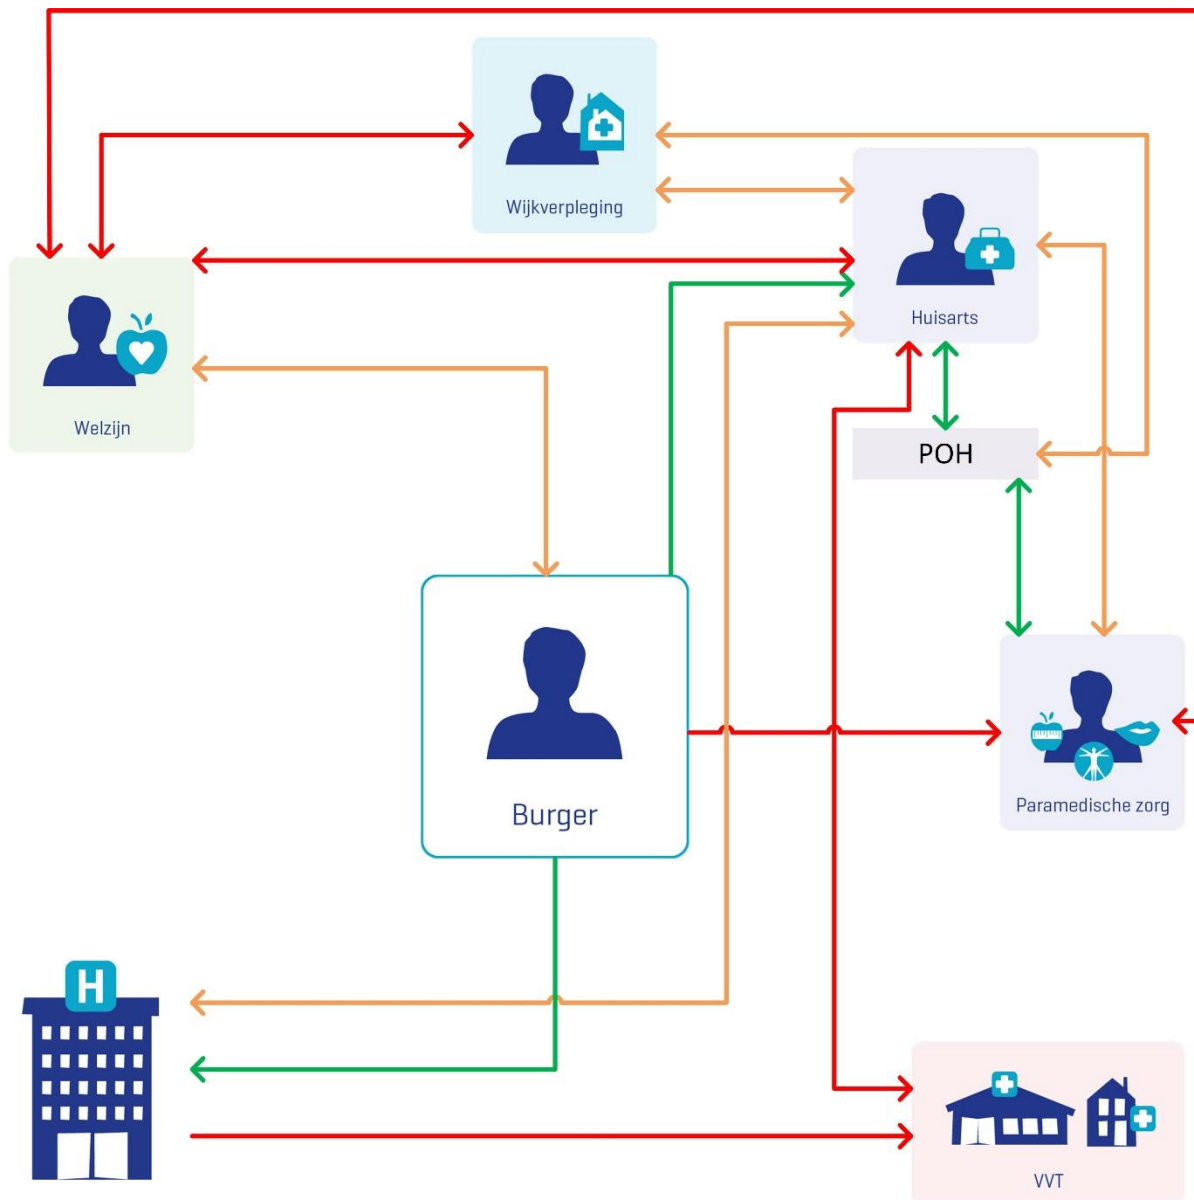 Wijkverpleging
Huisarts
Welzijn
POH
Burger
Paramedische zorg
H
VVT